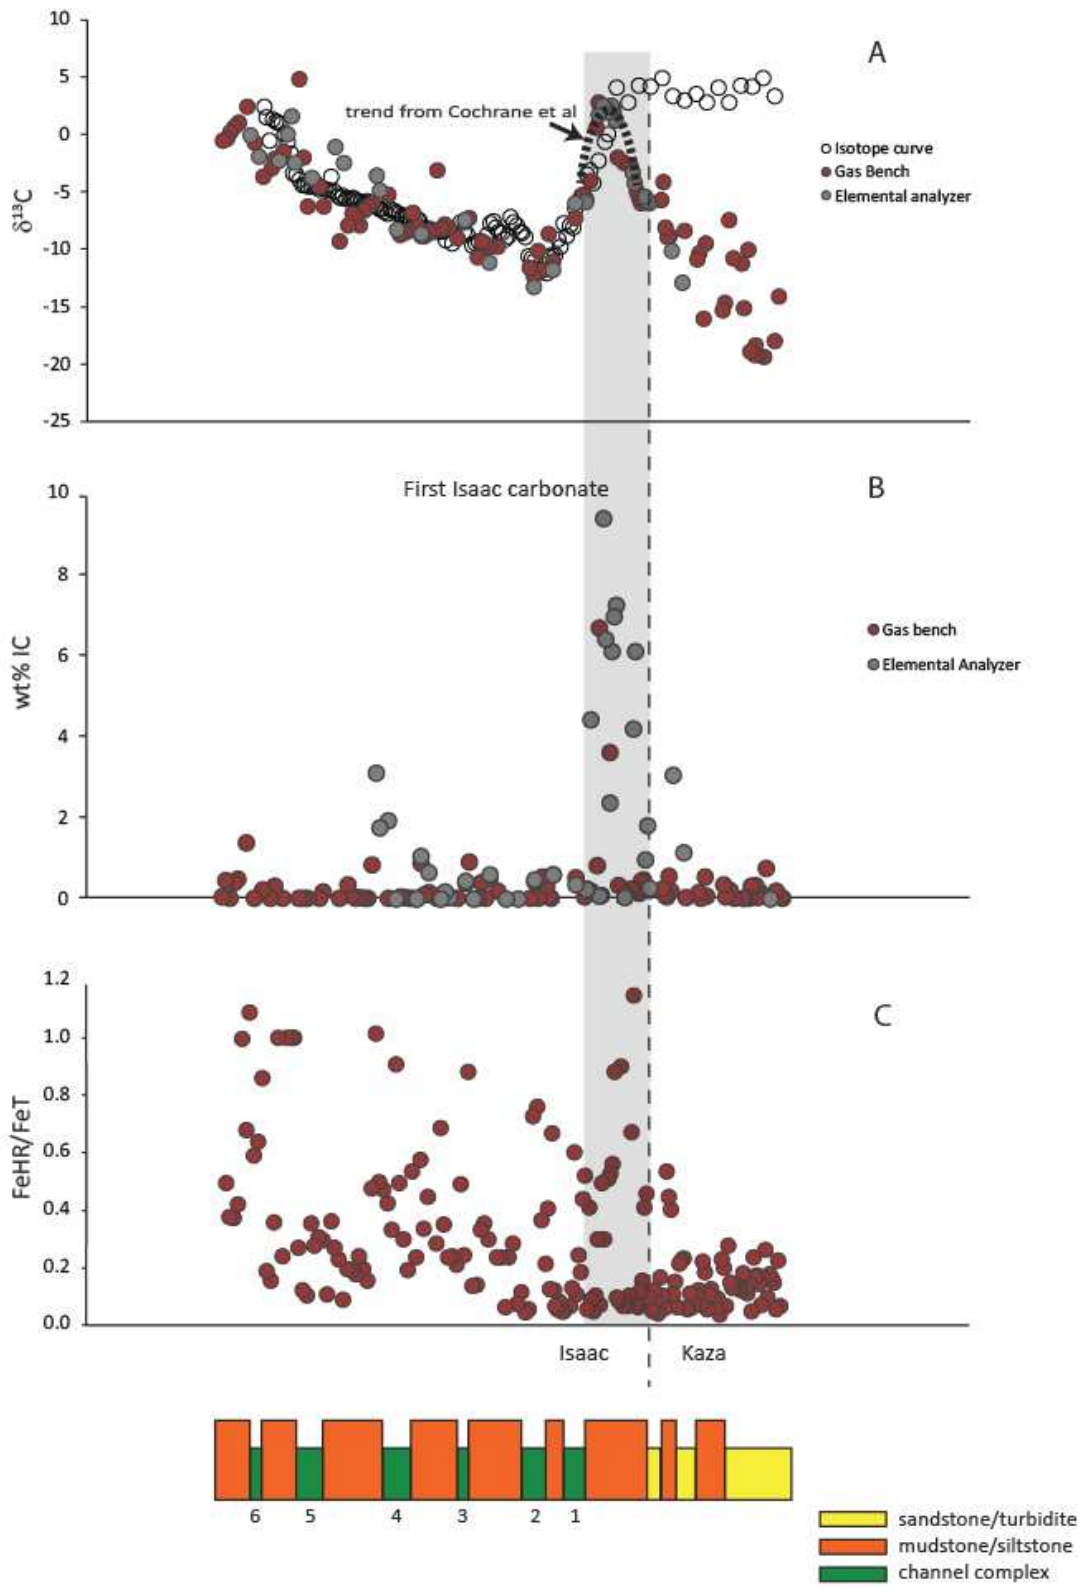 10
A
5
trend from Cochrane et al
0
Isotope curve
Gas Bench
-5
Elemental analyzer
δ¹³C
-10
-15
-20
-25
First Isaac carbonate
B
10
8
Gas bench
6
Elemental Analyzer
wt% IC
4
2
0
1.2
C
1.0
0.8
0.6
FeHR/FeT
0.4
0.2
0.0
Isaac
Kaza
6 5 4 3 2 1
sandstone/turbidite
mudstone/siltstone
channel complex